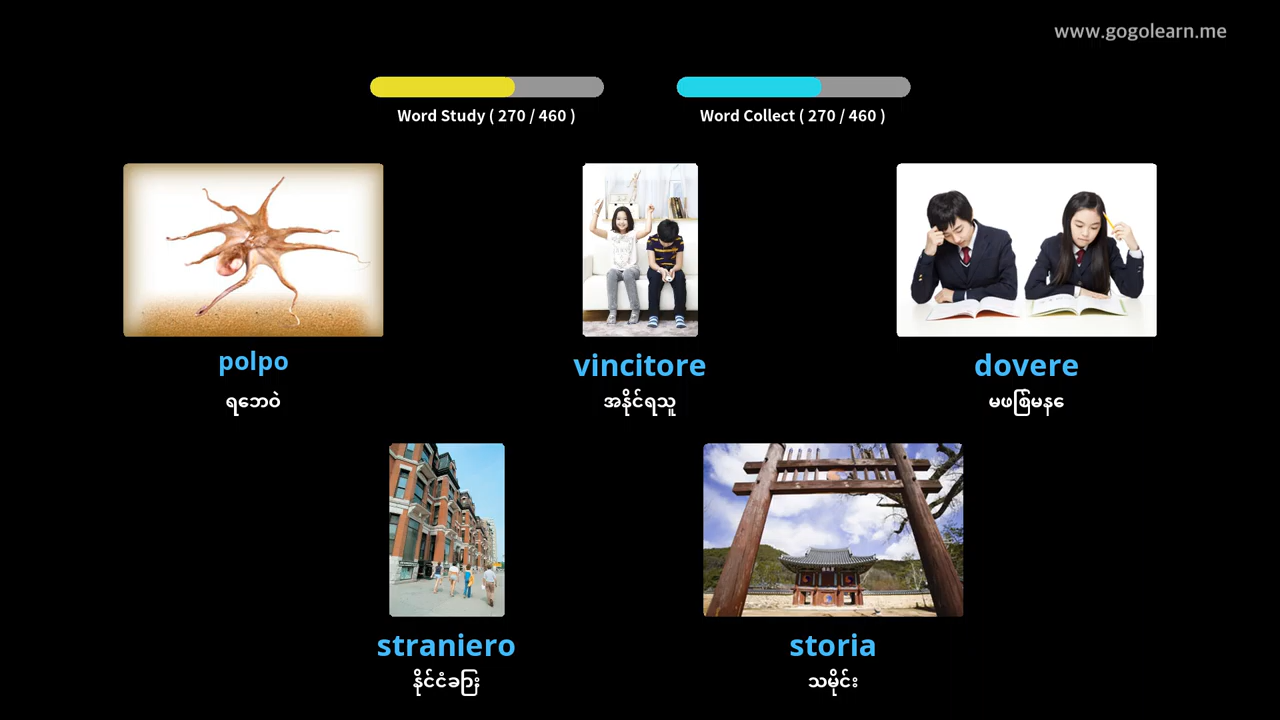 www.gogolearn.me
Word Study ( 270 / 460 )
Word Collect ( 270 / 460 )
polpo
ရဘေဝဲ
vincitore
အနိုင်ရသူ
dovere
မဖြစ်မနေ
straniero
နိုင်ငံခြား
storia
သမိုင်း